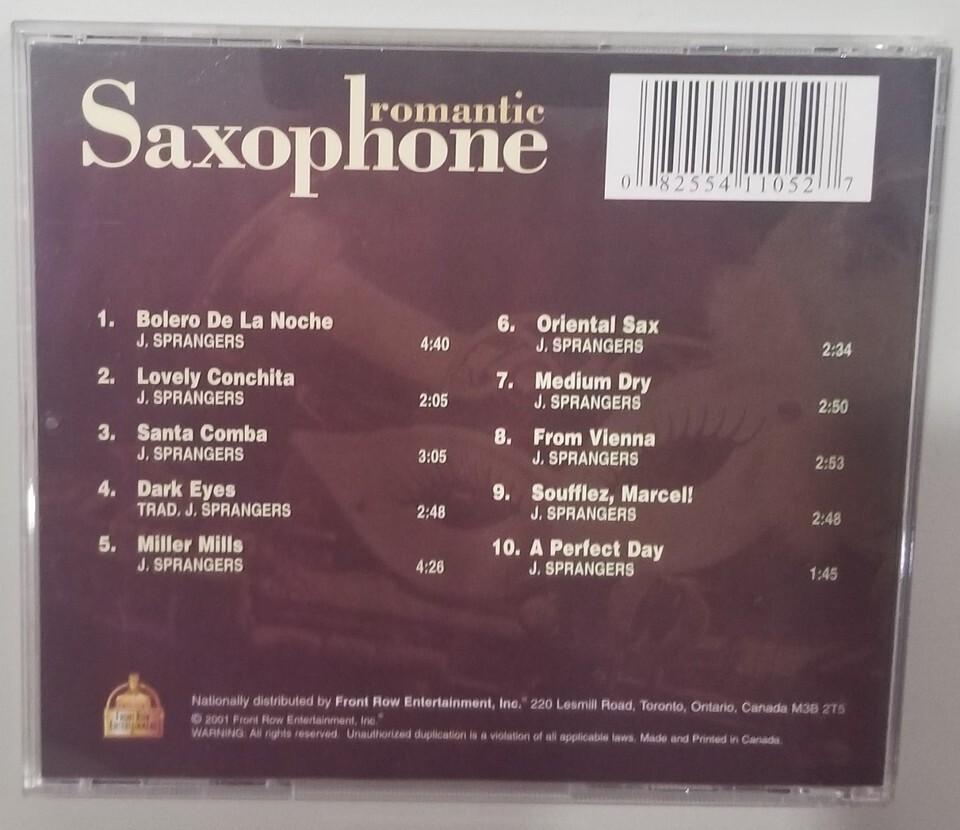 romantic
Saxophone
0 82554 11052 7
1. Bolero De La Noche
J. SPRANGERS 4:40
2. Lovely Conchita
J. SPRANGERS 2:05
3. Santa Comba
J. SPRANGERS 3:05
4. Dark Eyes
TRAD. J. SPRANGERS 2:48
5. Miller Mills
J. SPRANGERS 4:26
6. Oriental Sax
J. SPRANGERS 2:34
7. Medium Dry
J. SPRANGERS 2:50
8. From Vienna
J. SPRANGERS 2:53
9. Soufflez, Marcel!
J. SPRANGERS 2:48
10. A Perfect Day
J. SPRANGERS 1:45
Front Row
Entertainment
Nationally distributed by Front Row Entertainment, Inc.® 220 Lesmill Road, Toronto, Ontario, Canada M3B 2T5
© 2001 Front Row Entertainment, Inc.®
WARNING: All rights reserved. Unauthorized duplication is a violation of all applicable laws. Made and Printed in Canada.